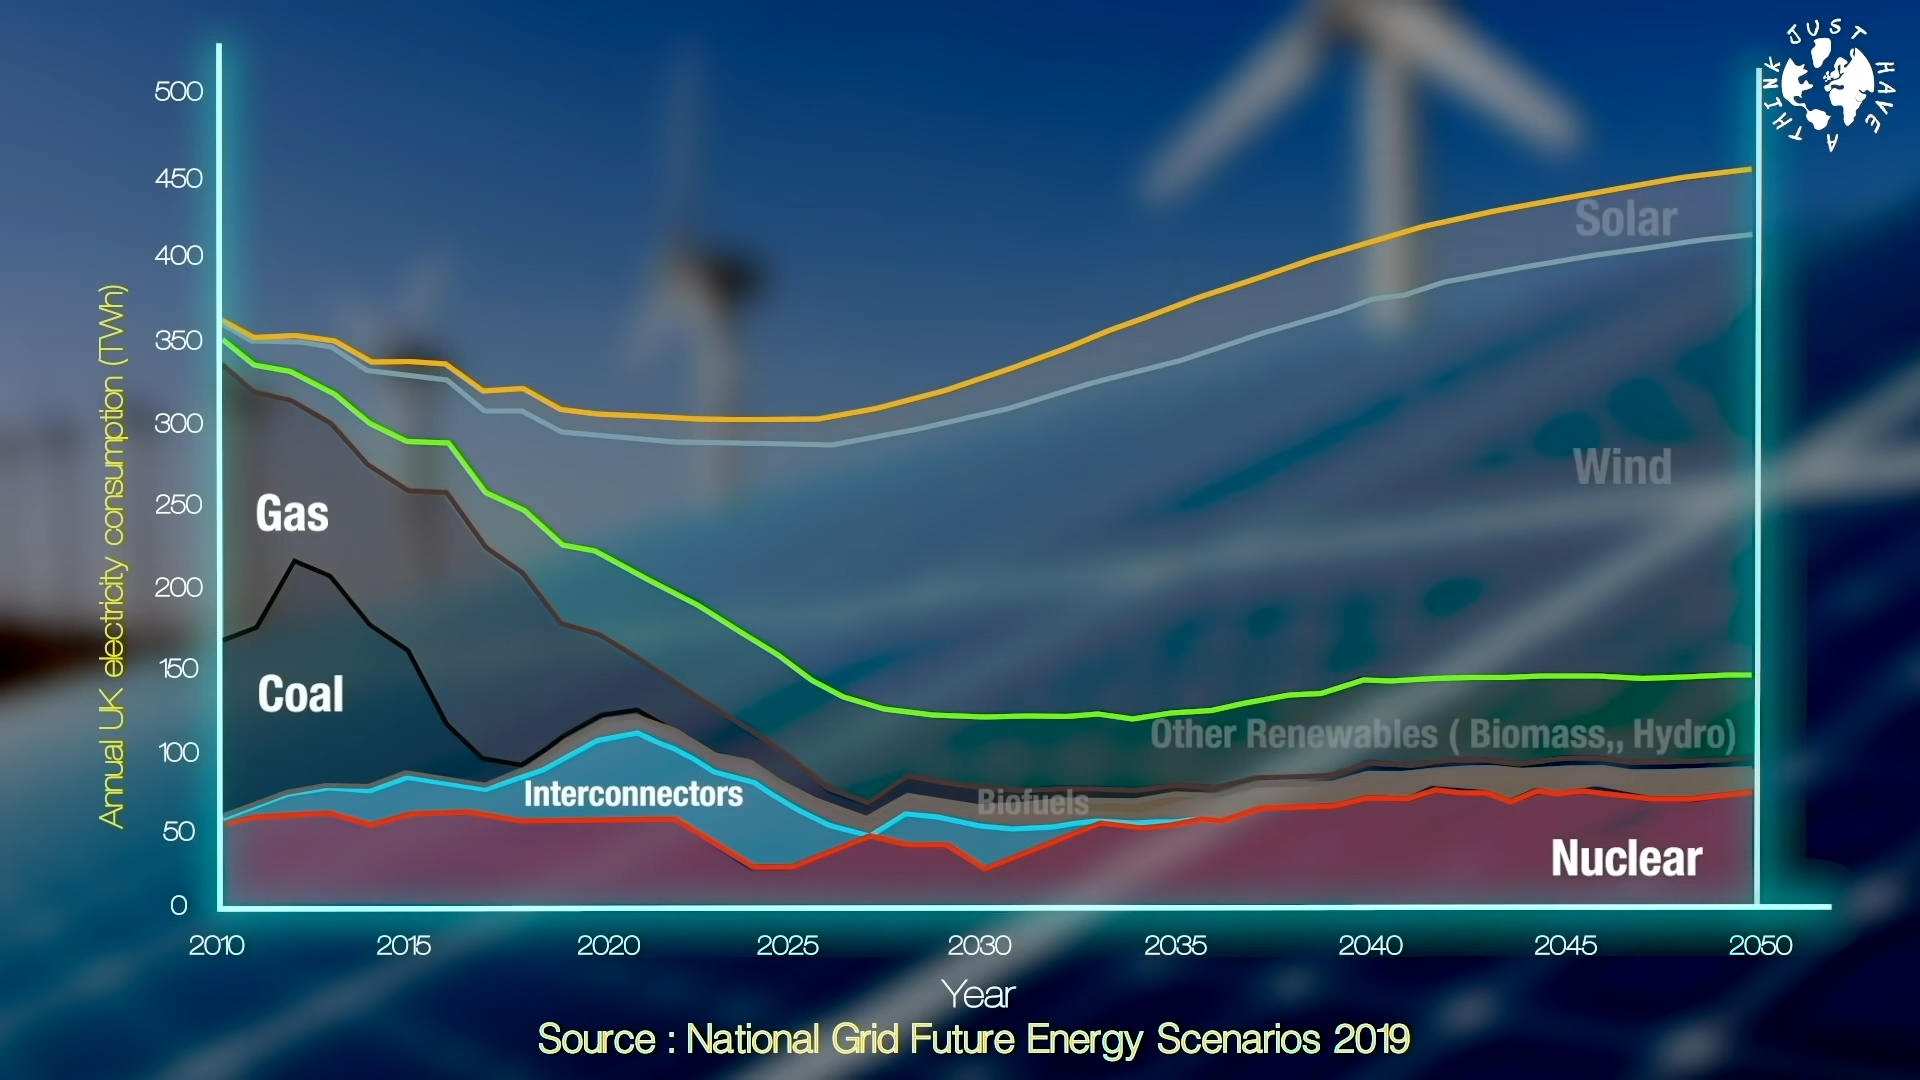 JUST HAVE A THINK
500
450
400
350
300
250
200
150
100
50
0
Annual UK electricity consumption (TWh)
Solar
Wind
Gas
Coal
Other Renewables ( Biomass,, Hydro)
Interconnectors
Biofuels
Nuclear
2010 2015 2020 2025 2030 2035 2040 2045 2050
Year
Source : National Grid Future Energy Scenarios 2019